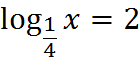 log_{1/4} x = 2